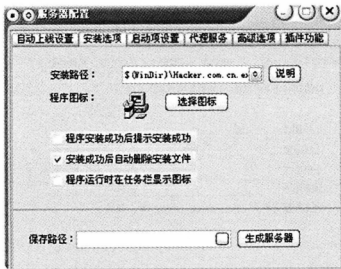 服务器配置
自动上线设置 安装选项 启动项设置 代理服务 高级选项 插件功能
安装路径: $(WinDir)\Hacker.com.cn.ex 说明
程序图标: 选择图标
程序安装成功后提示安装成功
安装成功后自动删除安装文件
程序运行时在任务栏显示图标
保存路径: 生成服务器